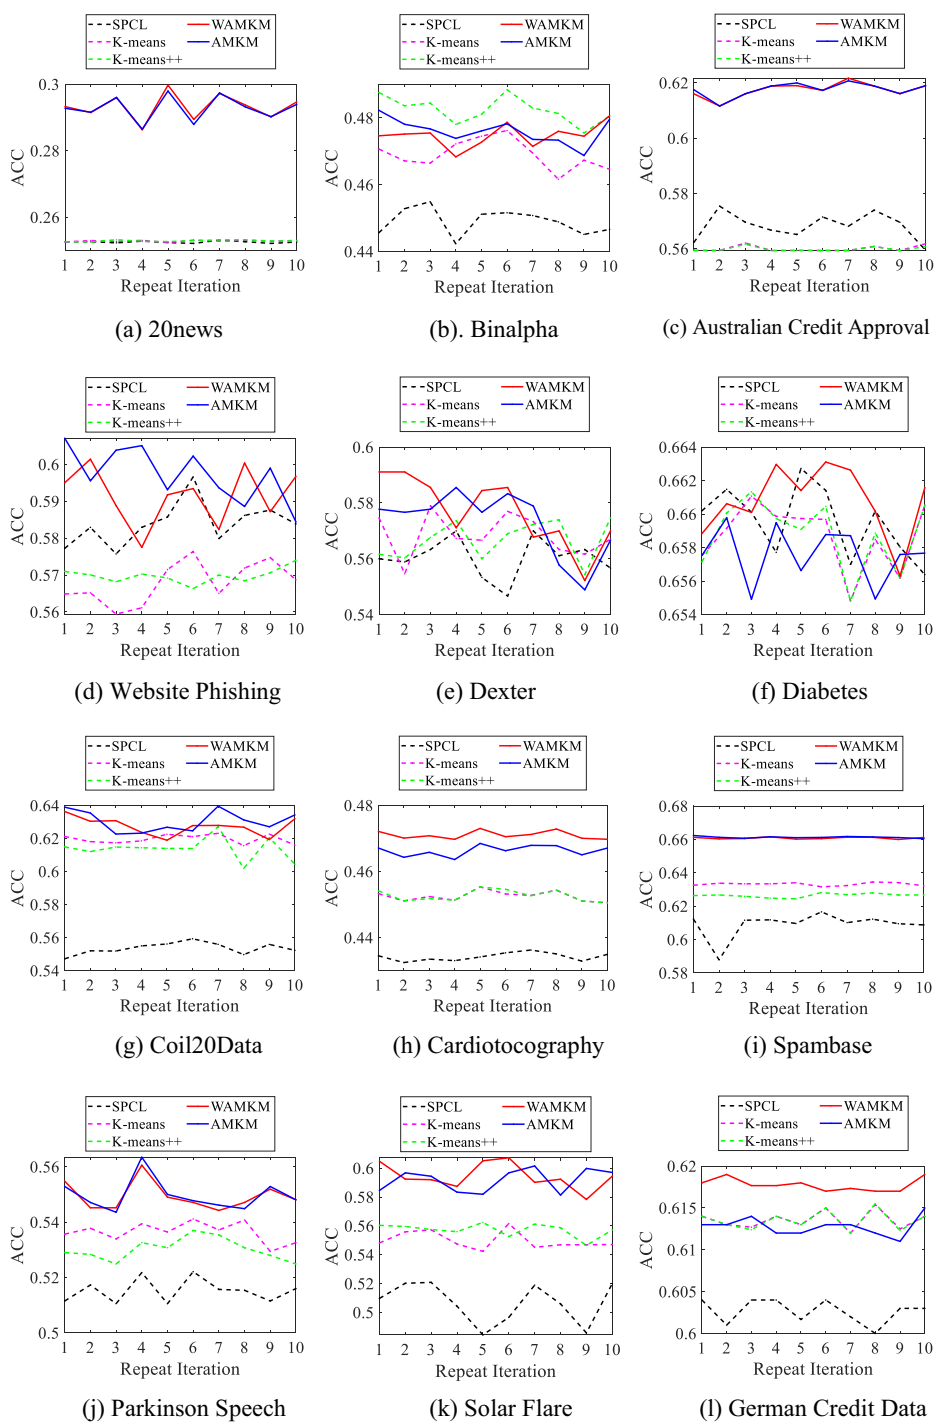 SPCL WAMKM
K-means AMKM
K-means++
SPCL WAMKM
K-means AMKM
K-means++
SPCL WAMKM
K-means AMKM
K-means++
0.3
0.28
0.26
ACC
1 2 3 4 5 6 7 8 9 10
Repeat Iteration
0.48
0.46
0.44
ACC
1 2 3 4 5 6 7 8 9 10
Repeat Iteration
0.62
0.6
0.58
0.56
ACC
1 2 3 4 5 6 7 8 9 10
Repeat Iteration
(a) 20news
(b). Binalpha
(c) Australian Credit Approval
SPCL WAMKM
K-means AMKM
K-means++
SPCL WAMKM
K-means AMKM
K-means++
SPCL WAMKM
K-means AMKM
K-means++
0.6
0.59
0.58
0.57
0.56
ACC
1 2 3 4 5 6 7 8 9 10
Repeat Iteration
0.6
0.58
0.56
0.54
ACC
1 2 3 4 5 6 7 8 9 10
Repeat Iteration
0.664
0.662
0.66
0.658
0.656
0.654
ACC
1 2 3 4 5 6 7 8 9 10
Repeat Iteration
(d) Website Phishing
(e) Dexter
(f) Diabetes
SPCL WAMKM
K-means AMKM
K-means++
SPCL WAMKM
K-means AMKM
K-means++
SPCL WAMKM
K-means AMKM
K-means++
0.64
0.62
0.6
0.58
0.56
0.54
ACC
1 2 3 4 5 6 7 8 9 10
Repeat Iteration
0.48
0.46
0.44
ACC
1 2 3 4 5 6 7 8 9 10
Repeat Iteration
0.68
0.66
0.64
0.62
0.6
0.58
ACC
1 2 3 4 5 6 7 8 9 10
Repeat Iteration
(g) Coil20Data
(h) Cardiotocography
(i) Spambase
SPCL WAMKM
K-means AMKM
K-means++
SPCL WAMKM
K-means AMKM
K-means++
SPCL WAMKM
K-means AMKM
K-means++
0.56
0.54
0.52
0.5
ACC
1 2 3 4 5 6 7 8 9 10
Repeat Iteration
0.6
0.58
0.56
0.54
0.52
0.5
ACC
1 2 3 4 5 6 7 8 9 10
Repeat Iteration
0.62
0.615
0.61
0.605
0.6
ACC
1 2 3 4 5 6 7 8 9 10
Repeat Iteration
(j) Parkinson Speech
(k) Solar Flare
(l) German Credit Data